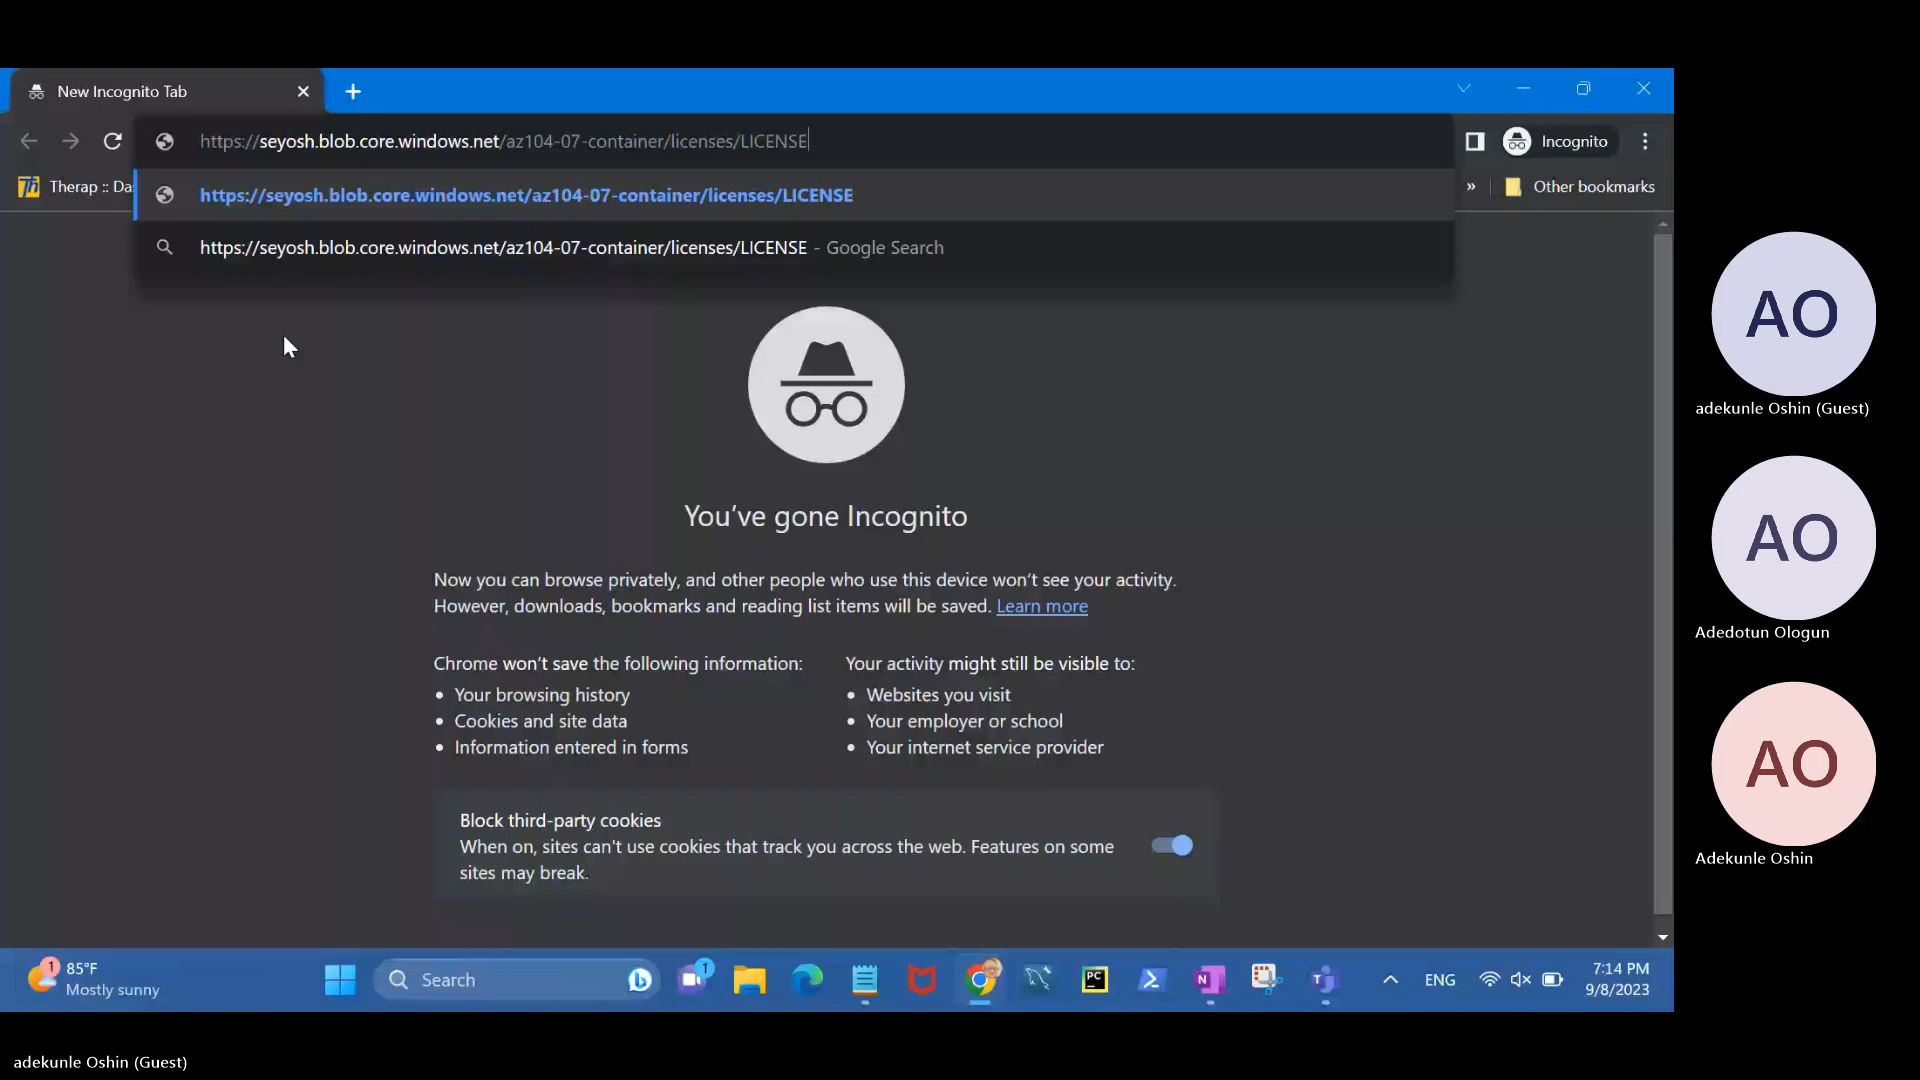 New Incognito Tab
https://seyosh.blob.core.windows.net/az104-07-container/licenses/LICENSE
Incognito
Th Therap :: Da
https://seyosh.blob.core.windows.net/az104-07-container/licenses/LICENSE
» Other bookmarks
https://seyosh.blob.core.windows.net/az104-07-container/licenses/LICENSE - Google Search
You've gone Incognito
Now you can browse privately, and other people who use this device won't see your activity.
However, downloads, bookmarks and reading list items will be saved. Learn more
Chrome won't save the following information:
• Your browsing history
• Cookies and site data
• Information entered in forms
Your activity might still be visible to:
• Websites you visit
• Your employer or school
• Your internet service provider
Block third-party cookies
When on, sites can't use cookies that track you across the web. Features on some
sites may break.
AO
adekunle Oshin (Guest)
AO
Adedotun Ologun
AO
Adekunle Oshin
1
85°F
Mostly sunny
Search
1
PC
N
T
ENG
7:14 PM
9/8/2023
adekunle Oshin (Guest)